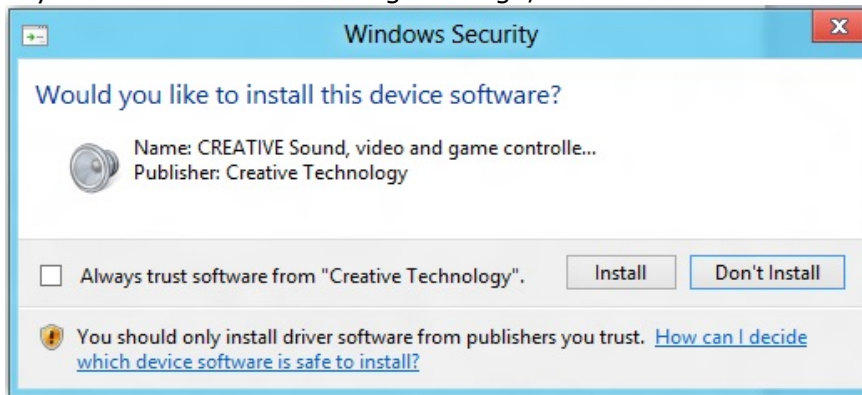 Windows Security
Would you like to install this device software?
Name: CREATIVE Sound, video and game controlle...
Publisher: Creative Technology
Always trust software from "Creative Technology".
Install
Don't Install
You should only install driver software from publishers you trust. How can I decide
which device software is safe to install?